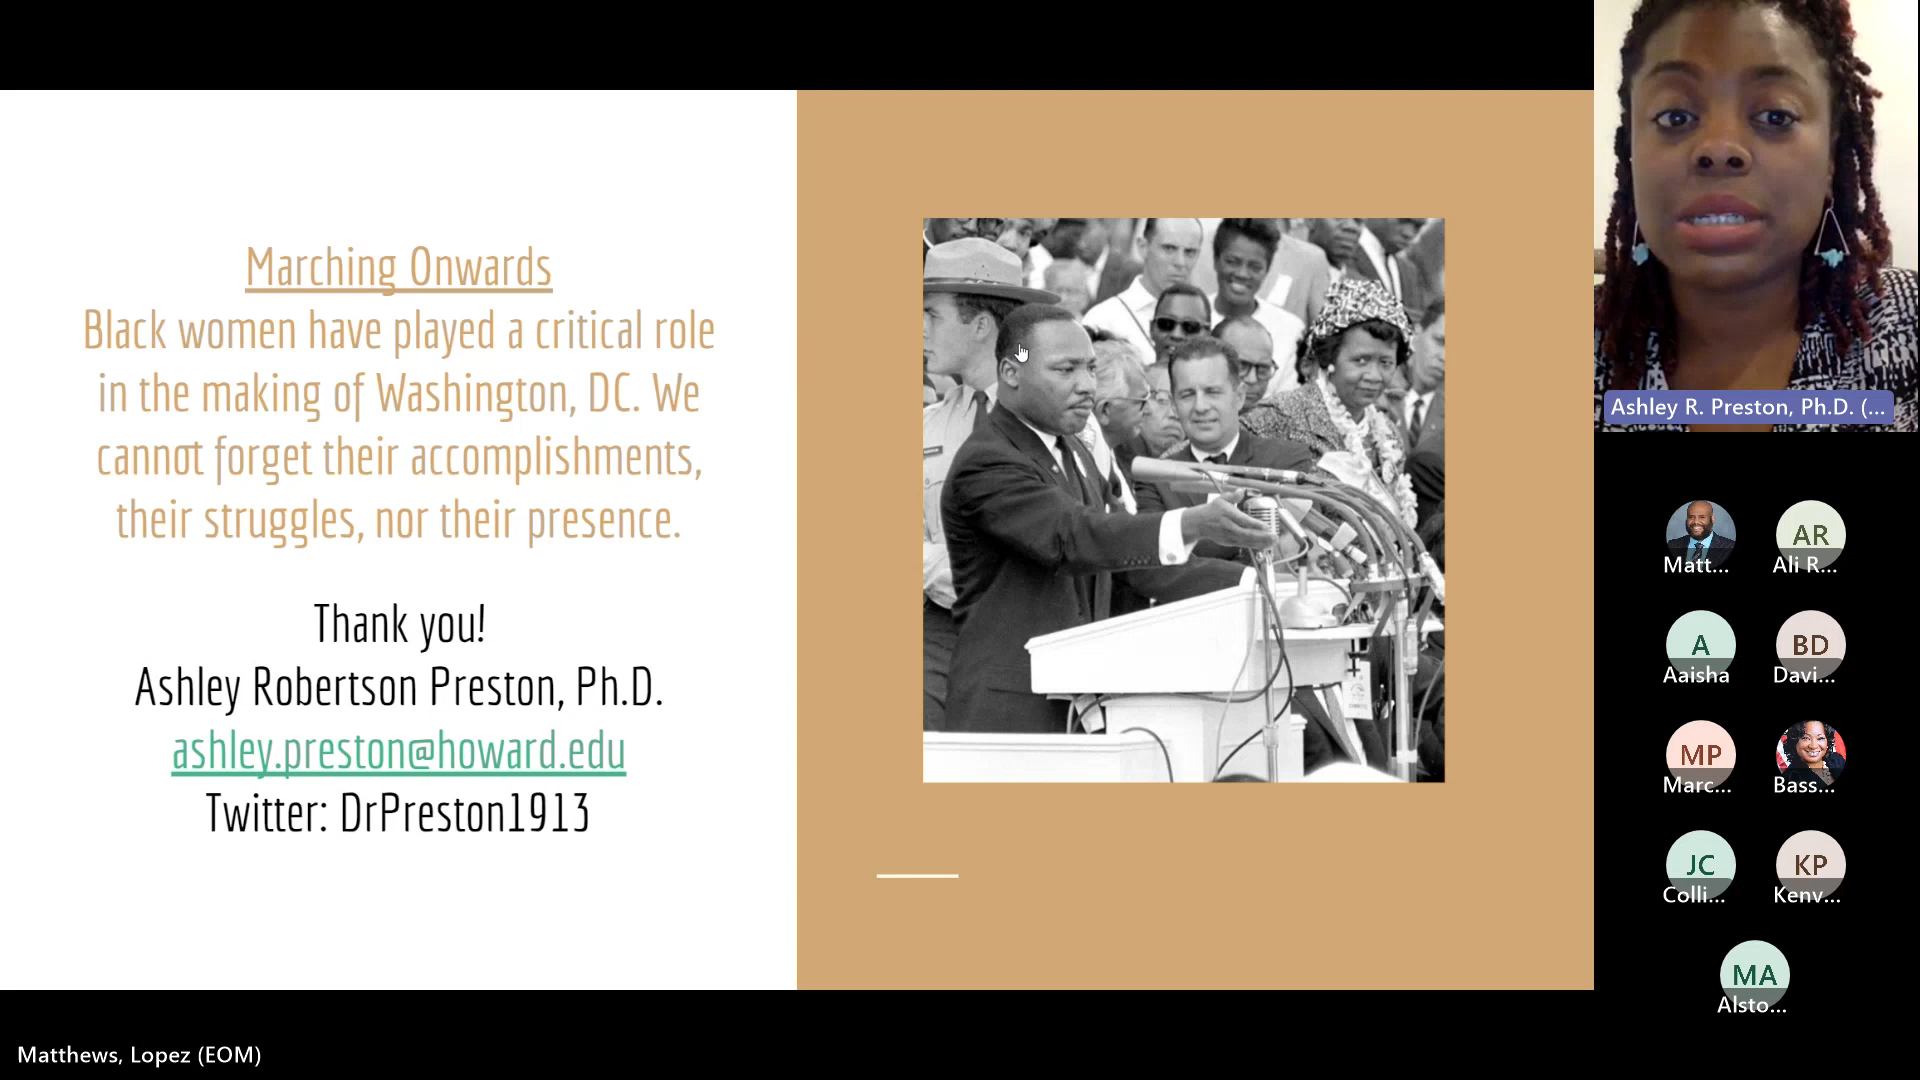 Marching Onwards
Black women have played a critical role
in the making of Washington, DC. We
cannot forget their accomplishments,
their struggles, nor their presence.
Thank you!
Ashley Robertson Preston, Ph.D.
ashley.preston@howard.edu
Twitter: DrPreston1913
Ashley R. Preston, Ph.D. (...
Matt...
AR
Ali R...
A
Aaisha
BD
Davi...
MP
Marc...
Bass...
JC
Colli...
KP
Kenv...
MA
Alsto...
Matthews, Lopez (EOM)